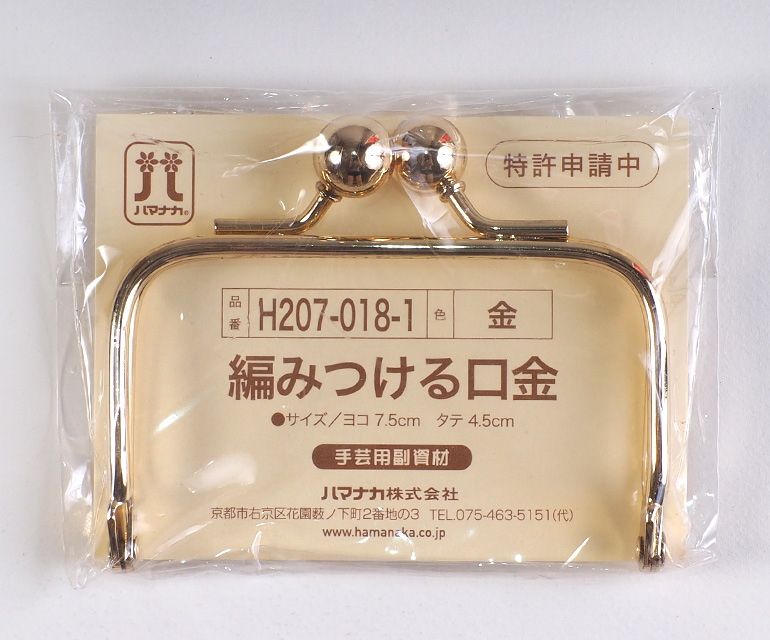 ハマナカ®
特許申請中
品番 H207-018-1 色 金
編みつける口金
●サイズ/ヨコ 7.5cm タテ 4.5cm
手芸用副資材
ハマナカ株式会社
京都市右京区花園薮ノ下町2番地の3 TEL.075-463-5151(代)
www.hamanaka.co.jp